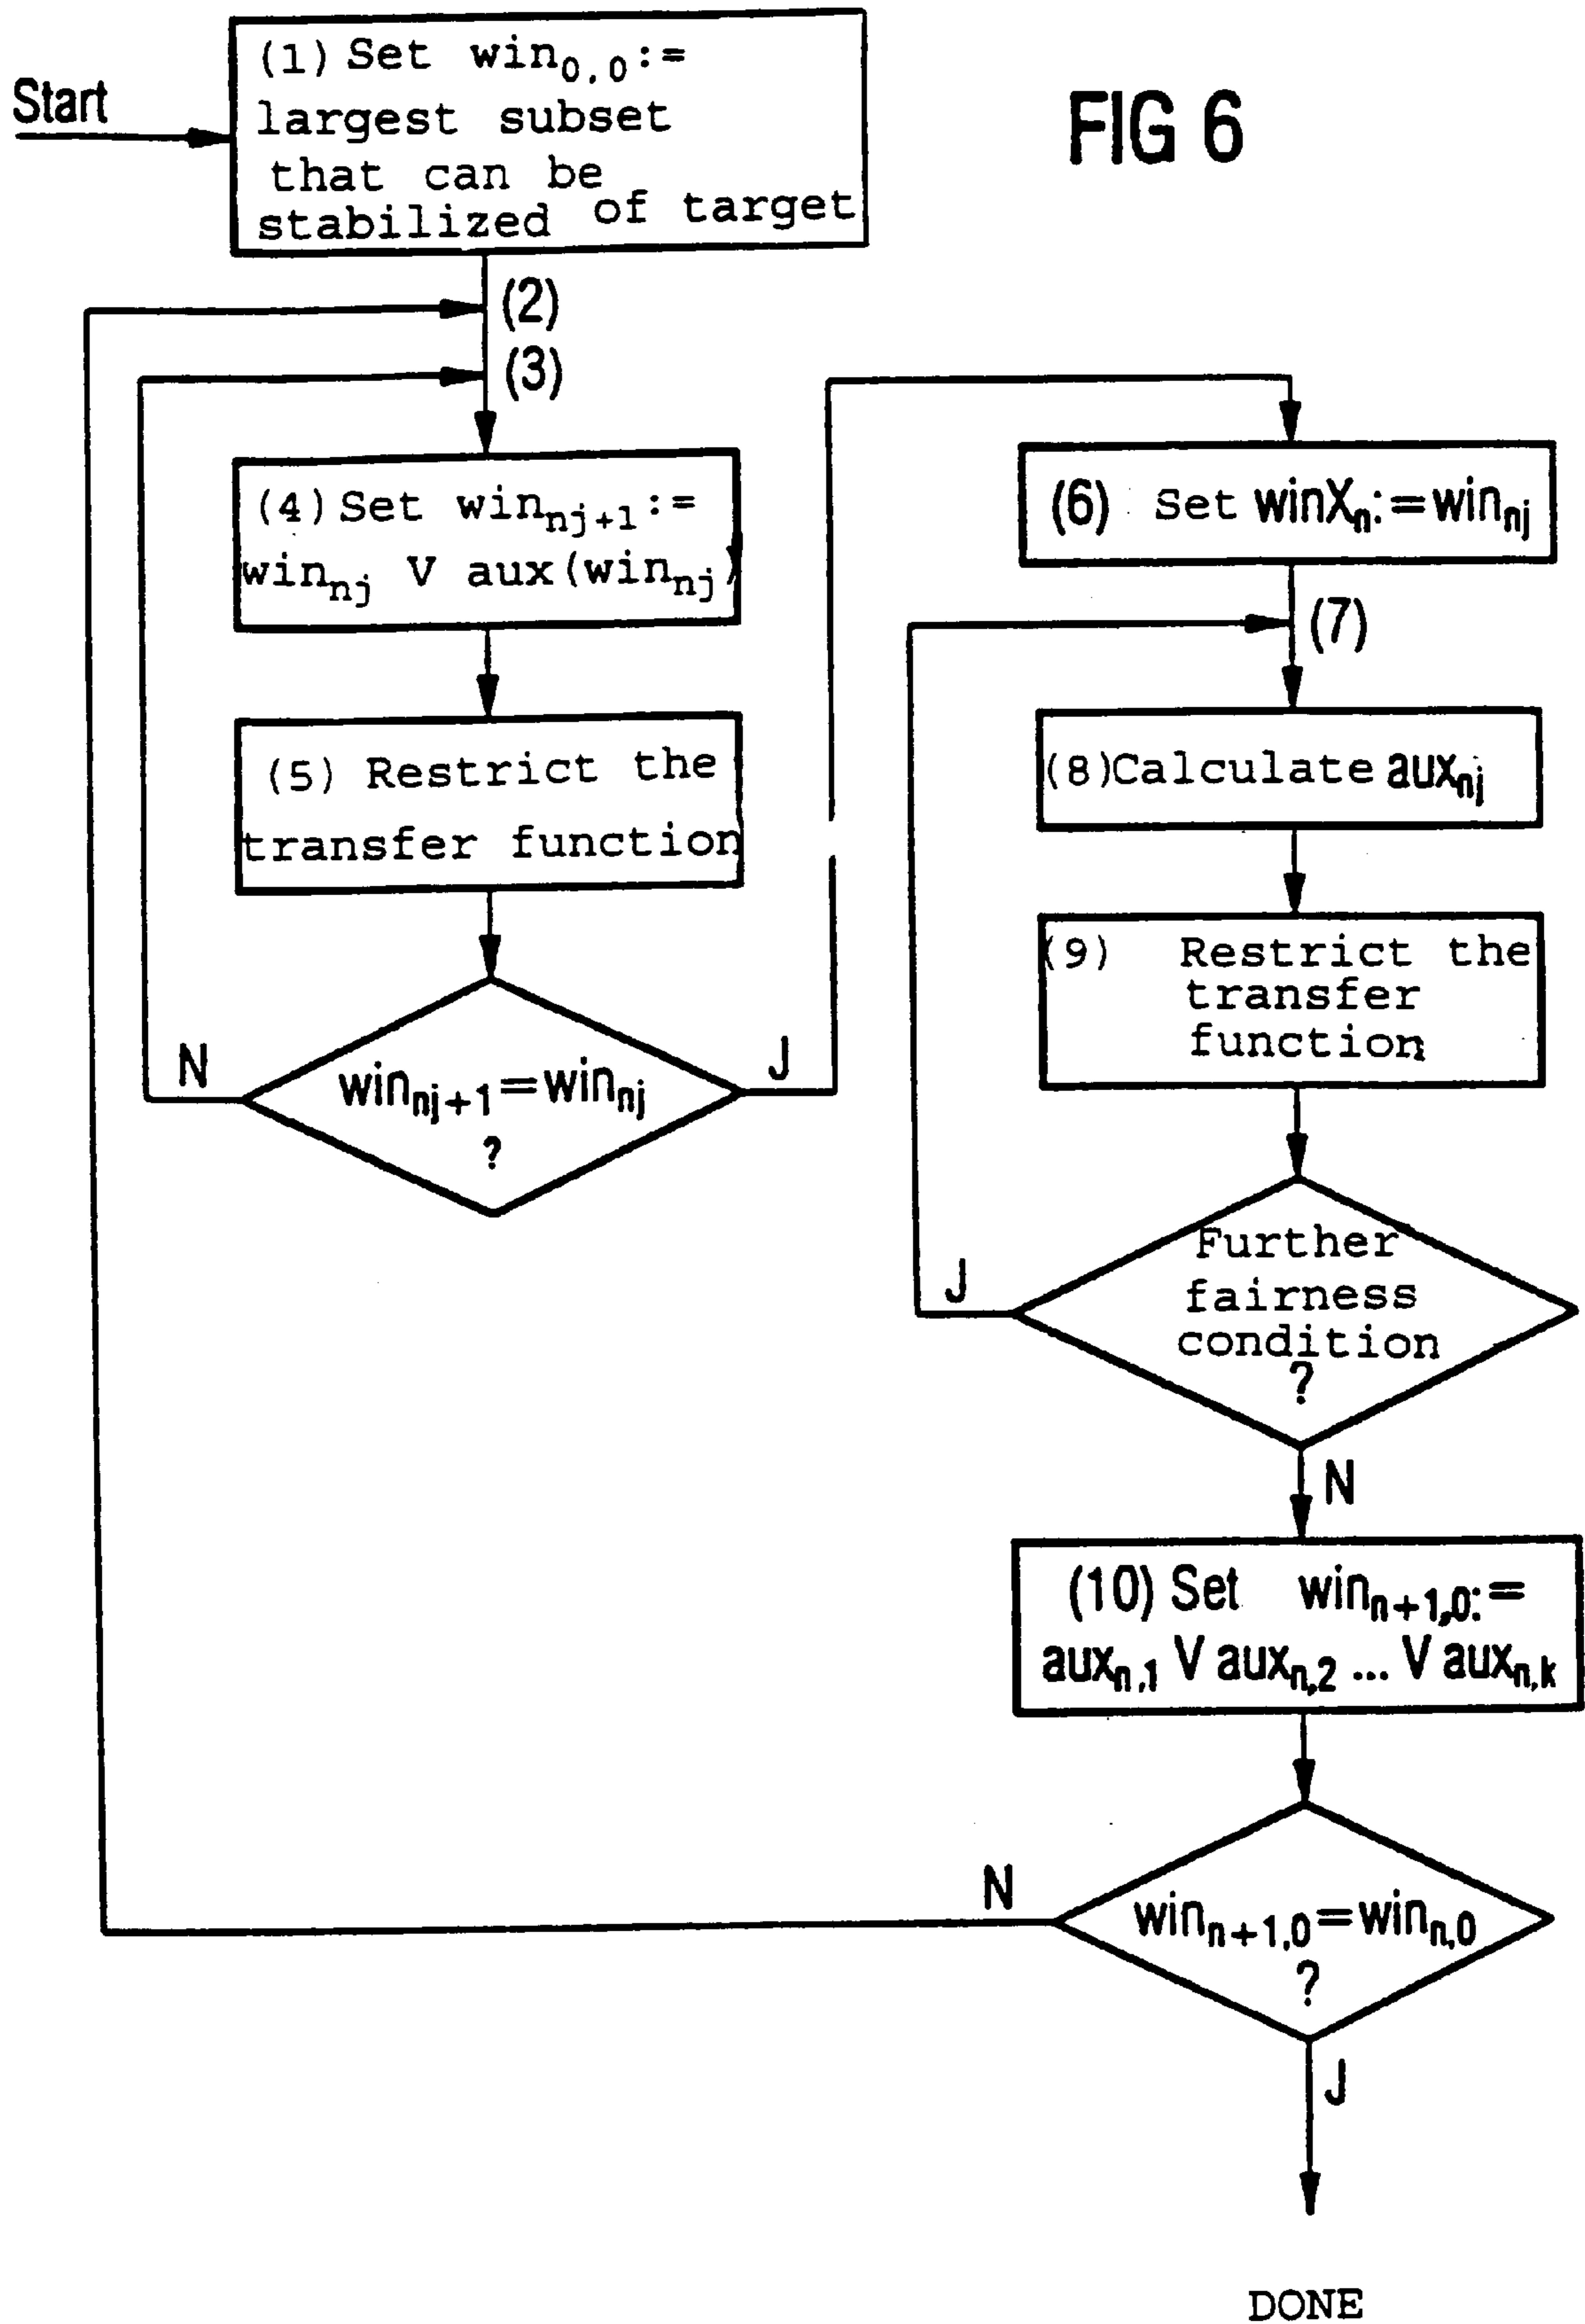 FIG 6
Start
(1) Set win0,0:=
largest subset
that can be
stabilized of target
(2)
(3)
(4) Set winnj+1:=
winnj V aux(winnj)
(5) Restrict the
transfer function
N
J
winnj+1=winnj
?
(6) Set winXn:=winnj
(7)
(8) Calculate auxnj
(9) Restrict the
transfer
function
J
Further
fairness
condition
?
N
(10) Set winn+1,0:=
auxn,1 V auxn,2 ... V auxn,k
N
winn+1,0=winn,0
?
J
DONE